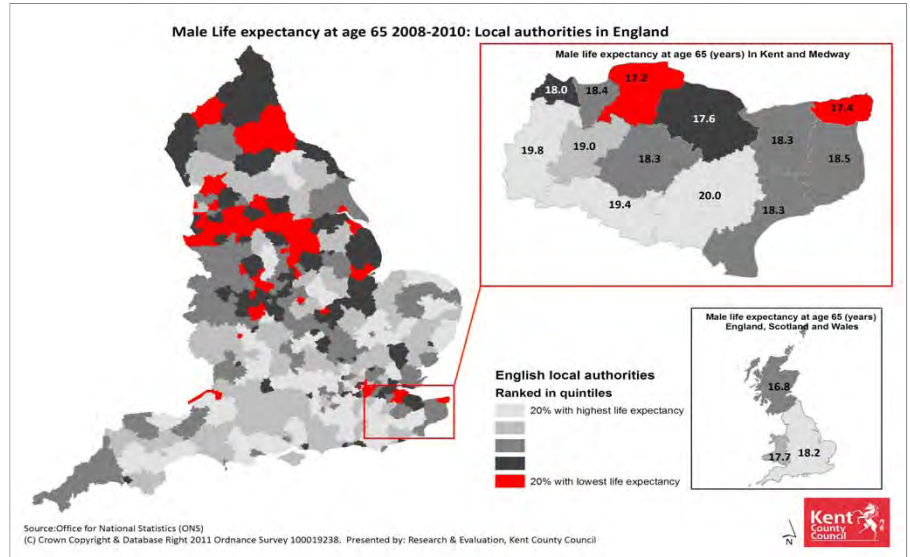 Male Life expectancy at age 65 2008-2010: Local authorities in England
Male life expectancy at age 65 (years) In Kent and Medway
17.2
18.0
18.4
17.4
17.6
19.8
19.0
18.3
18.3
18.5
19.4
20.0
18.3
Male life expectancy at age 65 (years)
England, Scotland and Wales
16.8
17.7
18.2
English local authorities
Ranked in quintiles
20% with highest life expectancy
20% with lowest life expectancy
N
Kent
County
Council
Source:Office for National Statistics (ONS)
(C) Crown Copyright & Database Right 2011 Ordnance Survey 100019238. Presented by: Research & Evaluation, Kent County Council